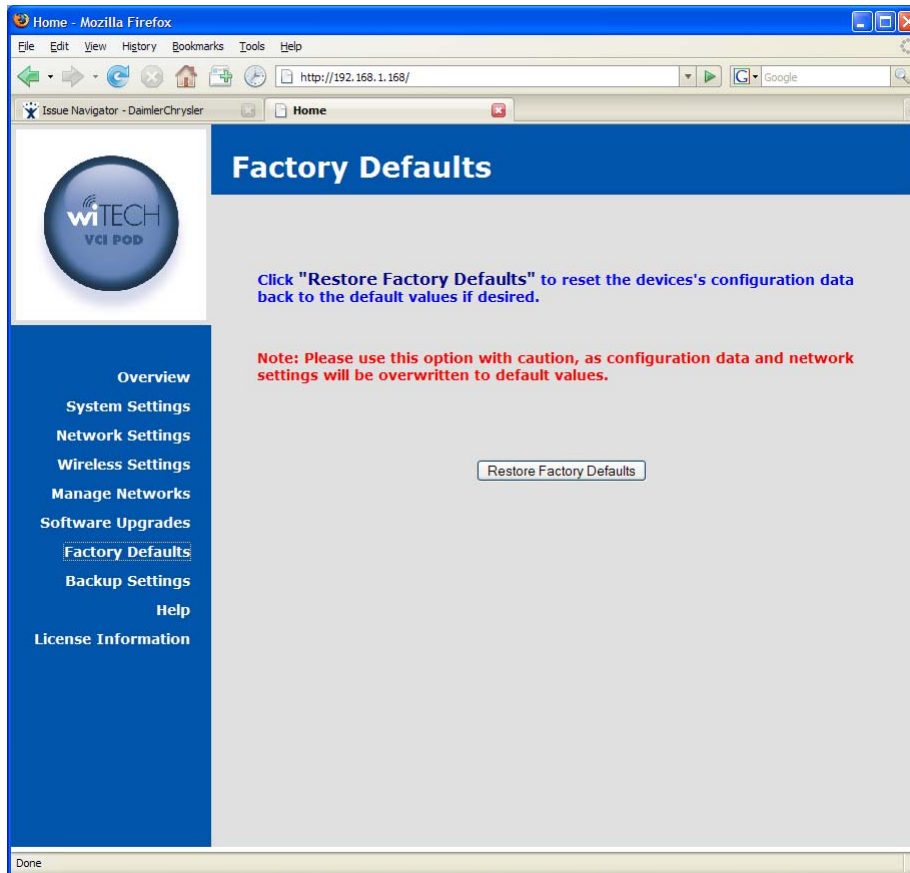 Home - Mozilla Firefox
File Edit View History Bookmarks Tools Help
http://192.168.1.168/
G Google
Issue Navigator - DaimlerChrysler
Home
wiTECH
VCI POD
Factory Defaults
Click "Restore Factory Defaults" to reset the devices's configuration data
back to the default values if desired.
Note: Please use this option with caution, as configuration data and network
settings will be overwritten to default values.
Restore Factory Defaults
Overview
System Settings
Network Settings
Wireless Settings
Manage Networks
Software Upgrades
Factory Defaults
Backup Settings
Help
License Information
Done